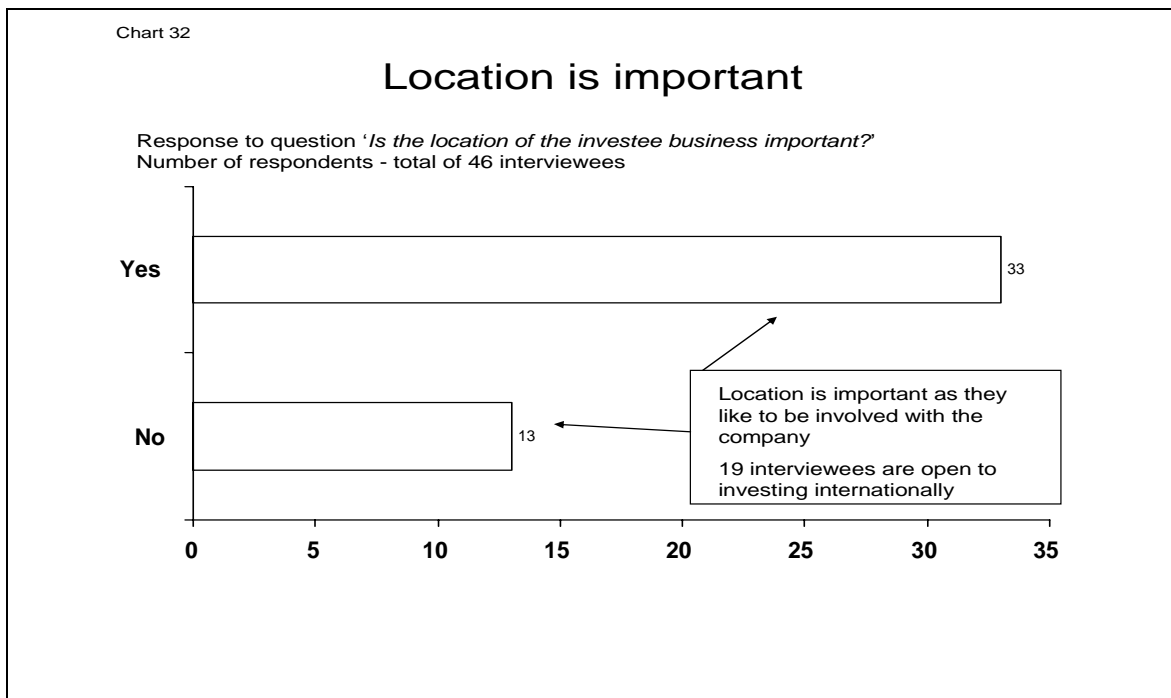 Chart 32
Location is important
Response to question ‘Is the location of the investee business important?’
Number of respondents - total of 46 interviewees
Yes
33
Location is important as they
like to be involved with the
company
19 interviewees are open to
investing internationally
No
13
0 5 10 15 20 25 30 35